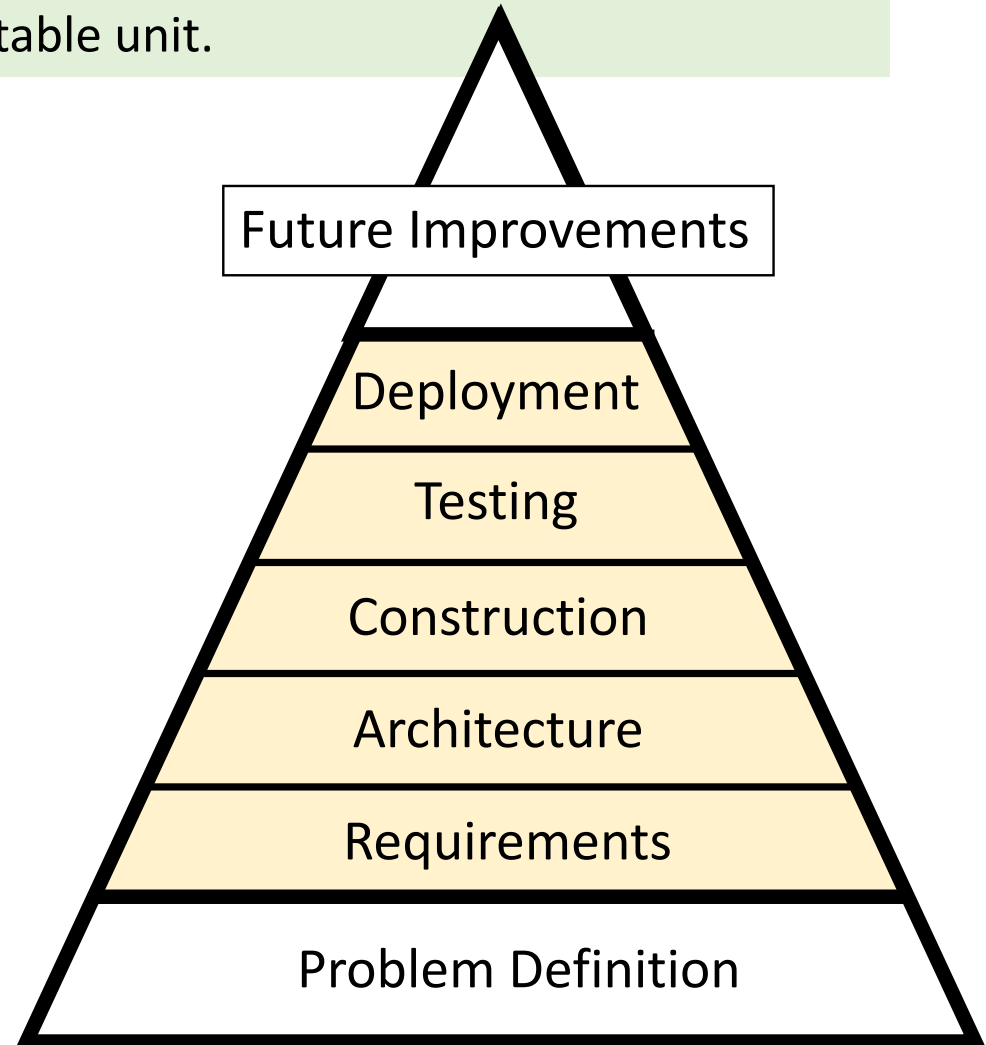 table unit.
Future Improvements
Deployment
Testing
Construction
Architecture
Requirements
Problem Definition